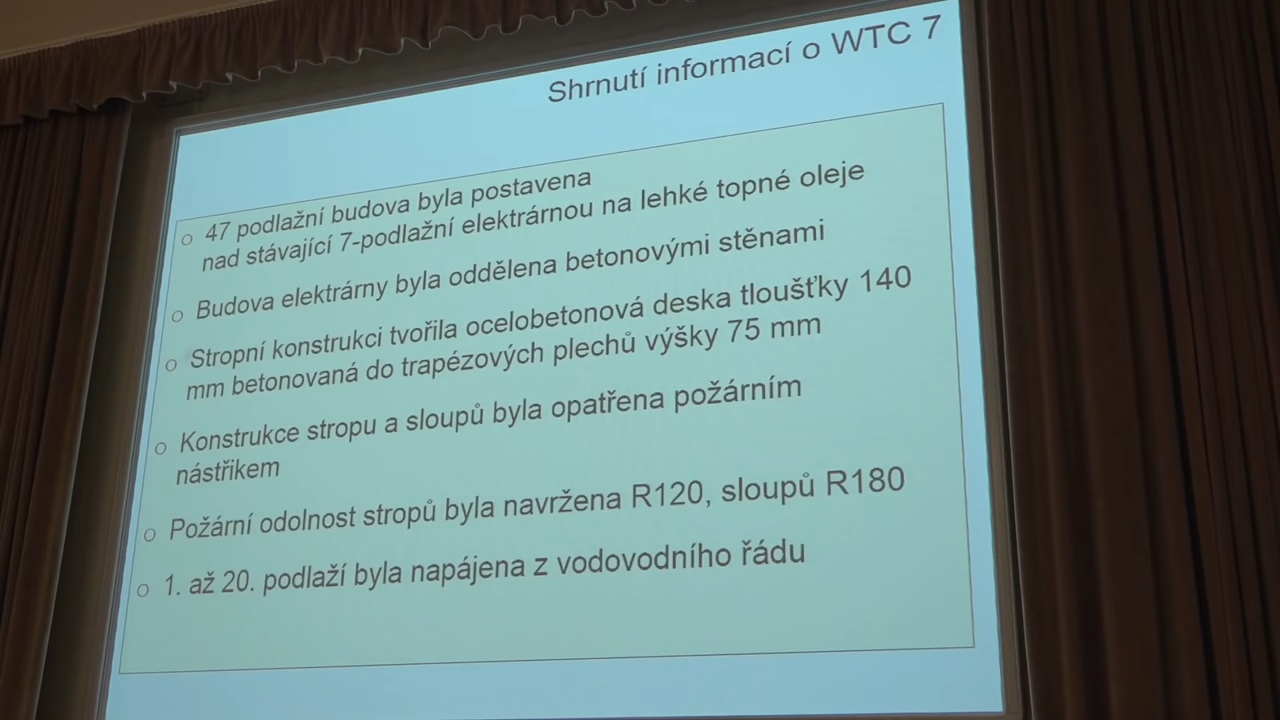 Shrnutí informací o WTC 7
o 47 podlažní budova byla postavena
nad stávající 7-podlažní elektrárnou na lehké topné oleje
o Budova elektrárny byla oddělena betonovými stěnami
o Stropní konstrukci tvořila ocelobetonová deska tloušťky 140
mm betonovaná do trapézových plechů výšky 75 mm
o Konstrukce stropu a sloupů byla opatřena požárním
nástřikem
o Požární odolnost stropů byla navržena R120, sloupů R180
o 1. až 20. podlaží byla napájena z vodovodního řádu